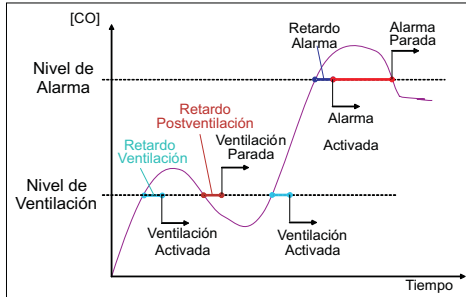 [CO]
Nivel de
Alarma
Retardo
Alarma
Alarma
Parada
Alarma
Activada
Retardo
Postventilación
Retardo
Ventilación
Ventilación
Parada
Nivel de
Ventilación
Ventilación
Activada
Ventilación
Activada
Tiempo